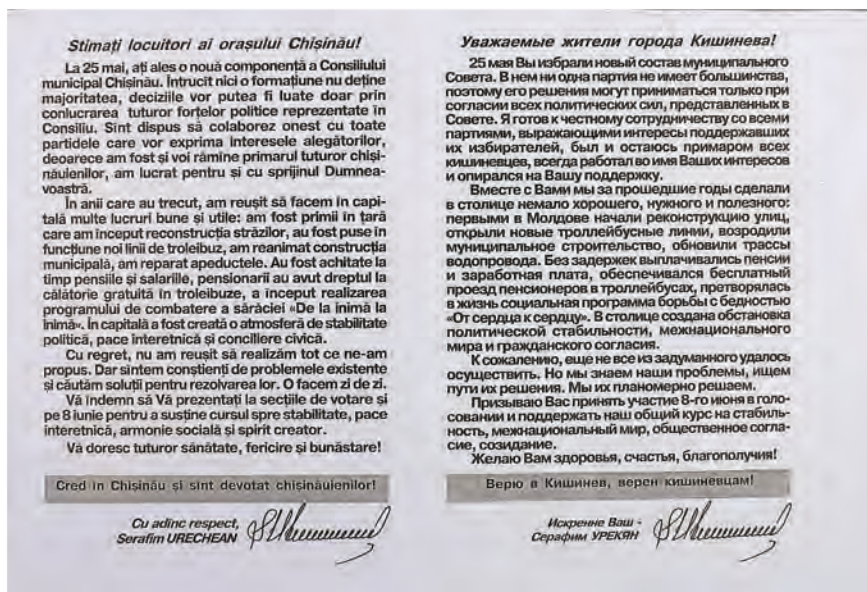 Stimați locuitori ai orașului Chișinău!
La 25 mai, ați ales o nouă componență a Consiliului
municipal Chișinău. Întrucît nici o formațiune nu deține
majoritatea, deciziile vor putea fi luate doar prin
conlucrarea tuturor forțelor politice reprezentate în
Consiliu. Sînt dispus să colaborez onest cu toate
partidele care vor exprima interesele alegătorilor,
deoarece am fost și voi rămîne primarul tuturor chiși-
năuienilor, am lucrat pentru și cu sprijinul Dumnea-
voastră.
În anii care au trecut, am reușit să facem în capi-
tală multe lucruri bune și utile: am fost primii în țară
care am început reconstrucția străzilor, au fost puse în
funcțiune noi linii de troleibuz, am reanimat construcția
municipală, am reparat apeductele. Au fost achitate la
timp pensiile și salariile, pensionarii au avut dreptul la
călătorie gratuită în troleibuze, a început realizarea
programului de combatere a sărăciei «De la inimă la
inimă». În capitală a fost creată o atmosferă de stabilitate
politică, pace interetnică și conciliere civică.
Cu regret, nu am reușit să realizăm tot ce ne-am
propus. Dar sîntem conștienți de problemele existente
și căutăm soluții pentru rezolvarea lor. O facem zi de zi.
Vă îndemn să Vă prezentați la secțiile de votare și
pe 8 iunie pentru a susține cursul spre stabilitate, pace
interetnică, armonie socială și spirit creator.
Vă doresc tuturor sănătate, fericire și bunăstare!
Cred în Chișinău și sînt devotat chișinăuienilor!
Cu adînc respect,
Serafim URECHEAN
Уважаемые жители города Кишинева!
25 мая Вы избрали новый состав муниципального
Совета. В нем ни одна партия не имеет большинства,
поэтому его решения могут приниматься только при
согласии всех политических сил, представленных в
Совете. Я готов к честному сотрудничеству со всеми
партиями, выражающими интересы поддержавших
их избирателей, был и остаюсь примаром всех
кишиневцев, всегда работал во имя Ваших интересов
и опирался на Вашу поддержку.
Вместе с Вами мы за прошедшие годы сделали
в столице немало хорошего, нужного и полезного:
первыми в Молдове начали реконструкцию улиц,
открыли новые троллейбусные линии, возродили
муниципальное строительство, обновили трассы
водопровода. Без задержек выплачивались пенсии
и заработная плата, обеспечивался бесплатный
проезд пенсионеров в троллейбусах, претворялась
в жизнь социальная программа борьбы с бедностью
«От сердца к сердцу». В столице создана обстановка
политической стабильности, межнационального
мира и гражданского согласия.
К сожалению, еще не все из задуманного удалось
осуществить. Но мы знаем наши проблемы, ищем
пути их решения. Мы их планомерно решаем.
Призываю Вас принять участие 8-го июня в голо-
совании и поддержать наш общий курс на стабиль-
ность, межнациональный мир, общественное согла-
сие, созидание.
Желаю Вам здоровья, счастья, благополучия!
Верю в Кишинев, верен кишиневцам!
Искренне Ваш -
Серафим УРЕКЯН